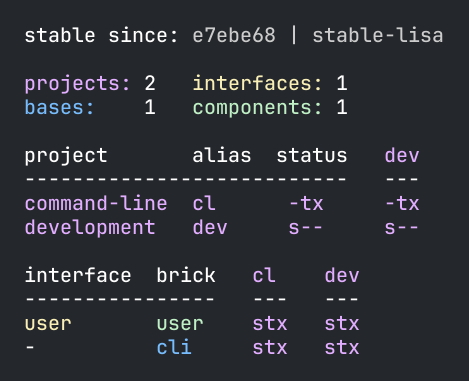 stable since: e7ebe68 | stable-lisa
projects: 2   interfaces: 1
bases:    1   components: 1
project       alias  status   dev
---------------------------   ---
command-line  cl      -tx     -tx
development   dev     s--     s--
interface  brick   cl    dev
----------------   ---   ---
user       user    stx   stx
-          cli     stx   stx